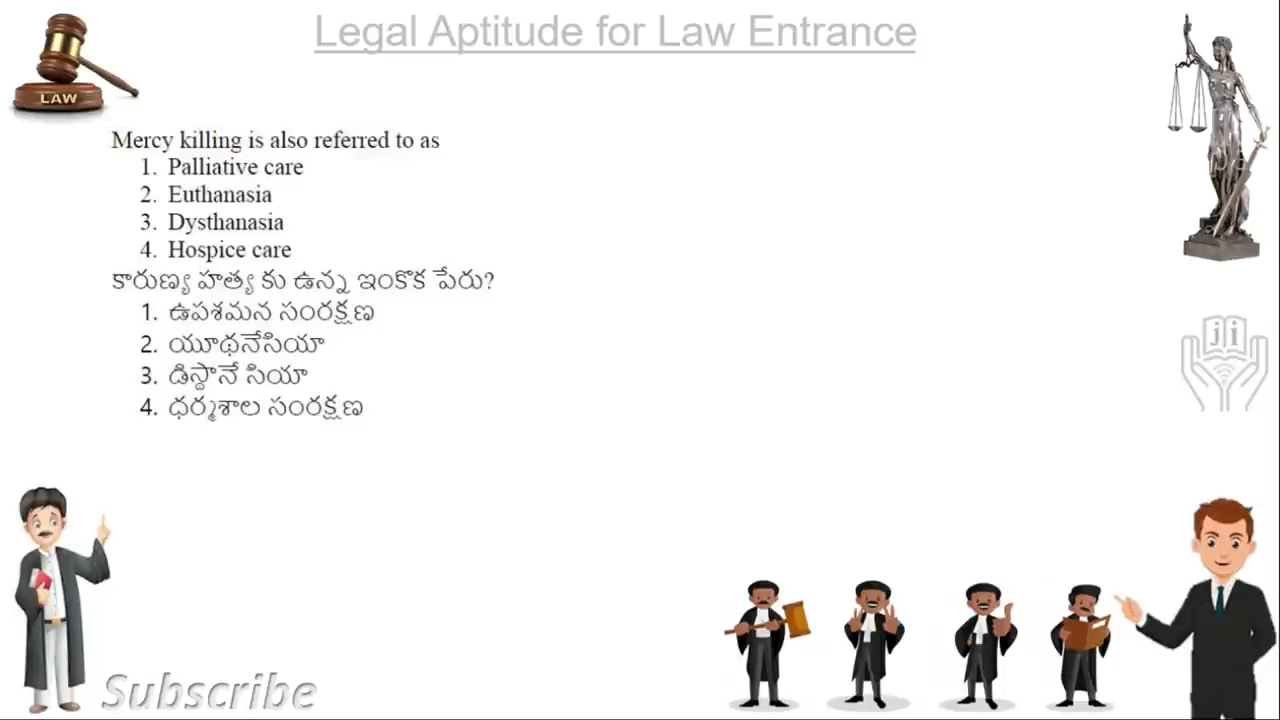 Legal Aptitude for Law Entrance
LAW
Mercy killing is also referred to as
1. Palliative care
2. Euthanasia
3. Dysthanasia
4. Hospice care
కారుణ్య హత్య కు ఉన్న ఇంకొక పేరు?
1. ఉపశమన సంరక్షణ
2. యూథనేసియా
3. డిస్థానే సియా
4. ధర్మశాల సంరక్షణ
ji
Subscribe